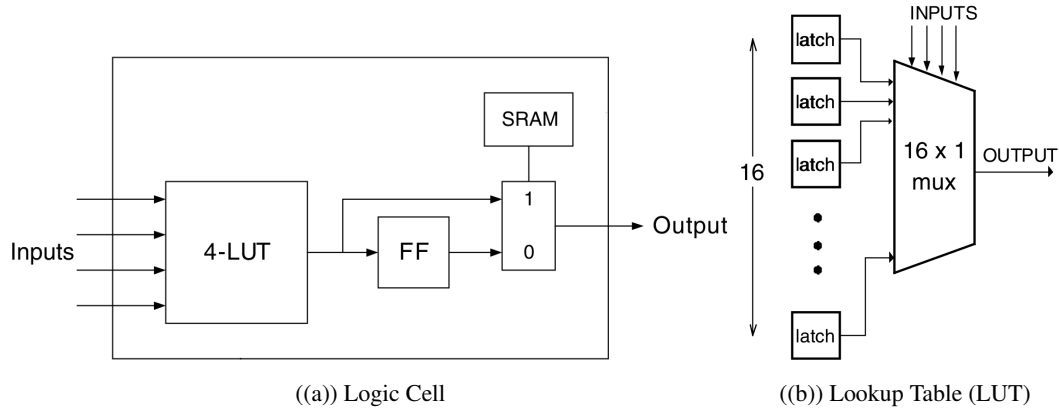 SRAM
1
Inputs
4-LUT
FF
0
Output
((a)) Logic Cell
INPUTS
latch
latch
latch
16
16 x 1
mux
OUTPUT
latch
((b)) Lookup Table (LUT)